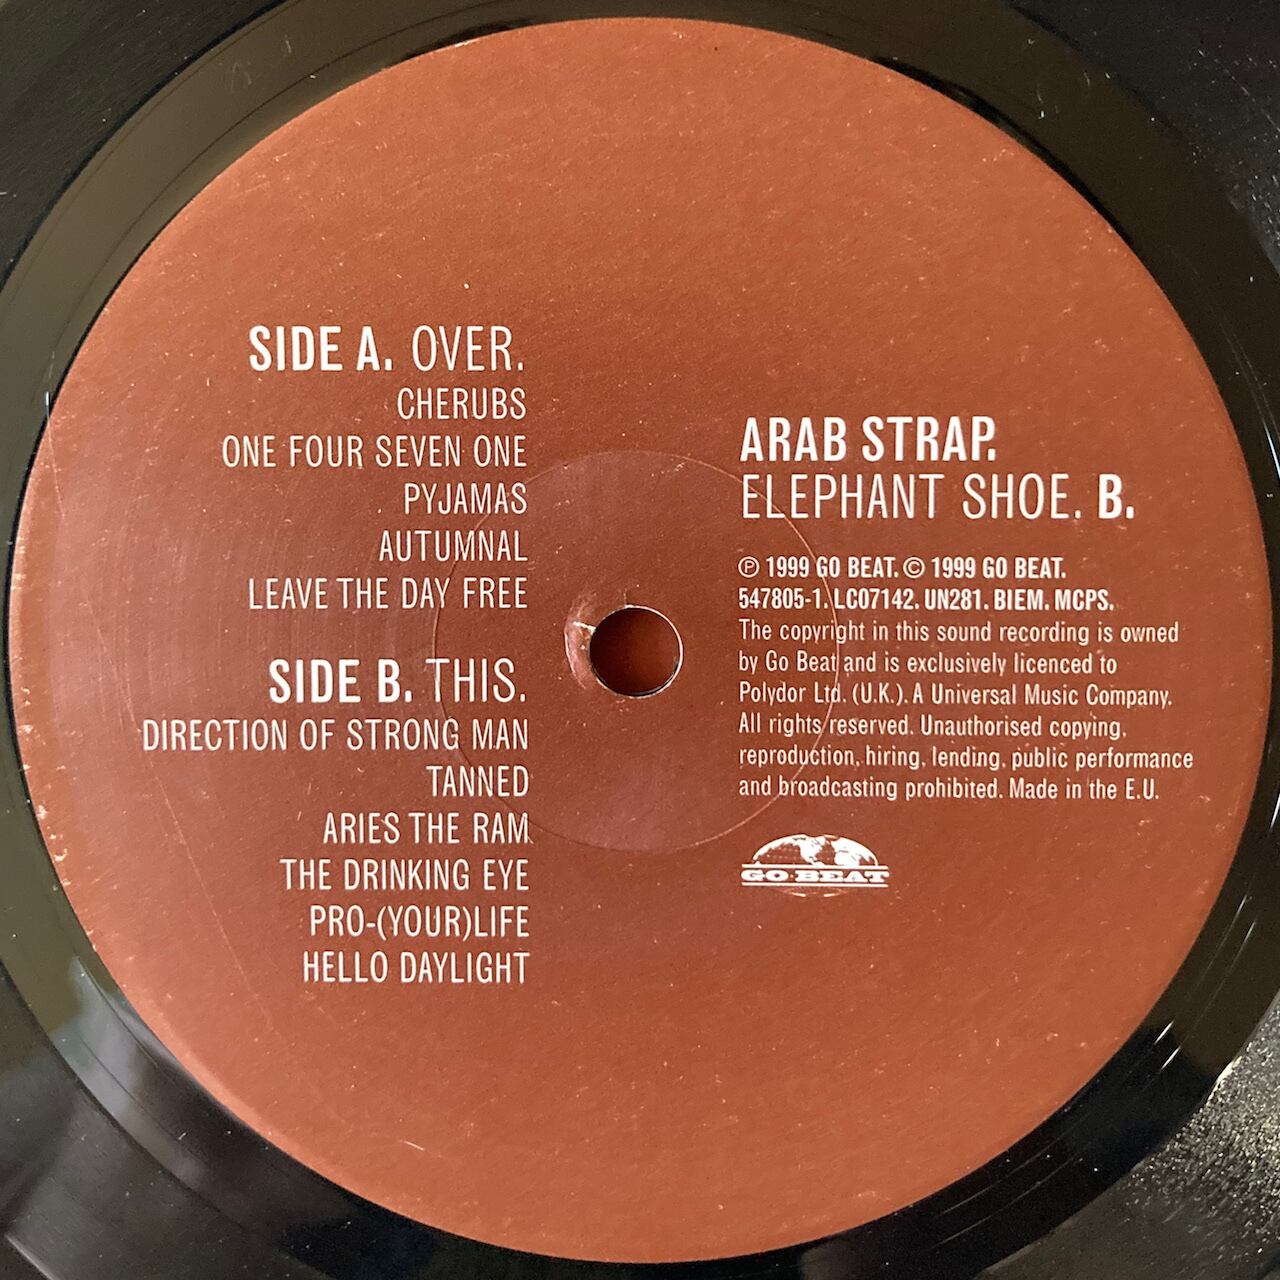 SIDE A. OVER.
CHERUBS
ONE FOUR SEVEN ONE
PYJAMAS
AUTUMNAL
LEAVE THE DAY FREE
SIDE B. THIS.
DIRECTION OF STRONG MAN
TANNED
ARIES THE RAM
THE DRINKING EYE
PRO-(YOUR)LIFE
HELLO DAYLIGHT
ARAB STRAP.
ELEPHANT SHOE. B.
℗ 1999 GO BEAT. © 1999 GO BEAT.
547805-1. LC07142. UN281. BIEM. MCPS.
The copyright in this sound recording is owned
by Go Beat and is exclusively licenced to
Polydor Ltd. (U.K.). A Universal Music Company.
All rights reserved. Unauthorised copying,
reproduction, hiring, lending, public performance
and broadcasting prohibited. Made in the E.U.
GO·BEAT